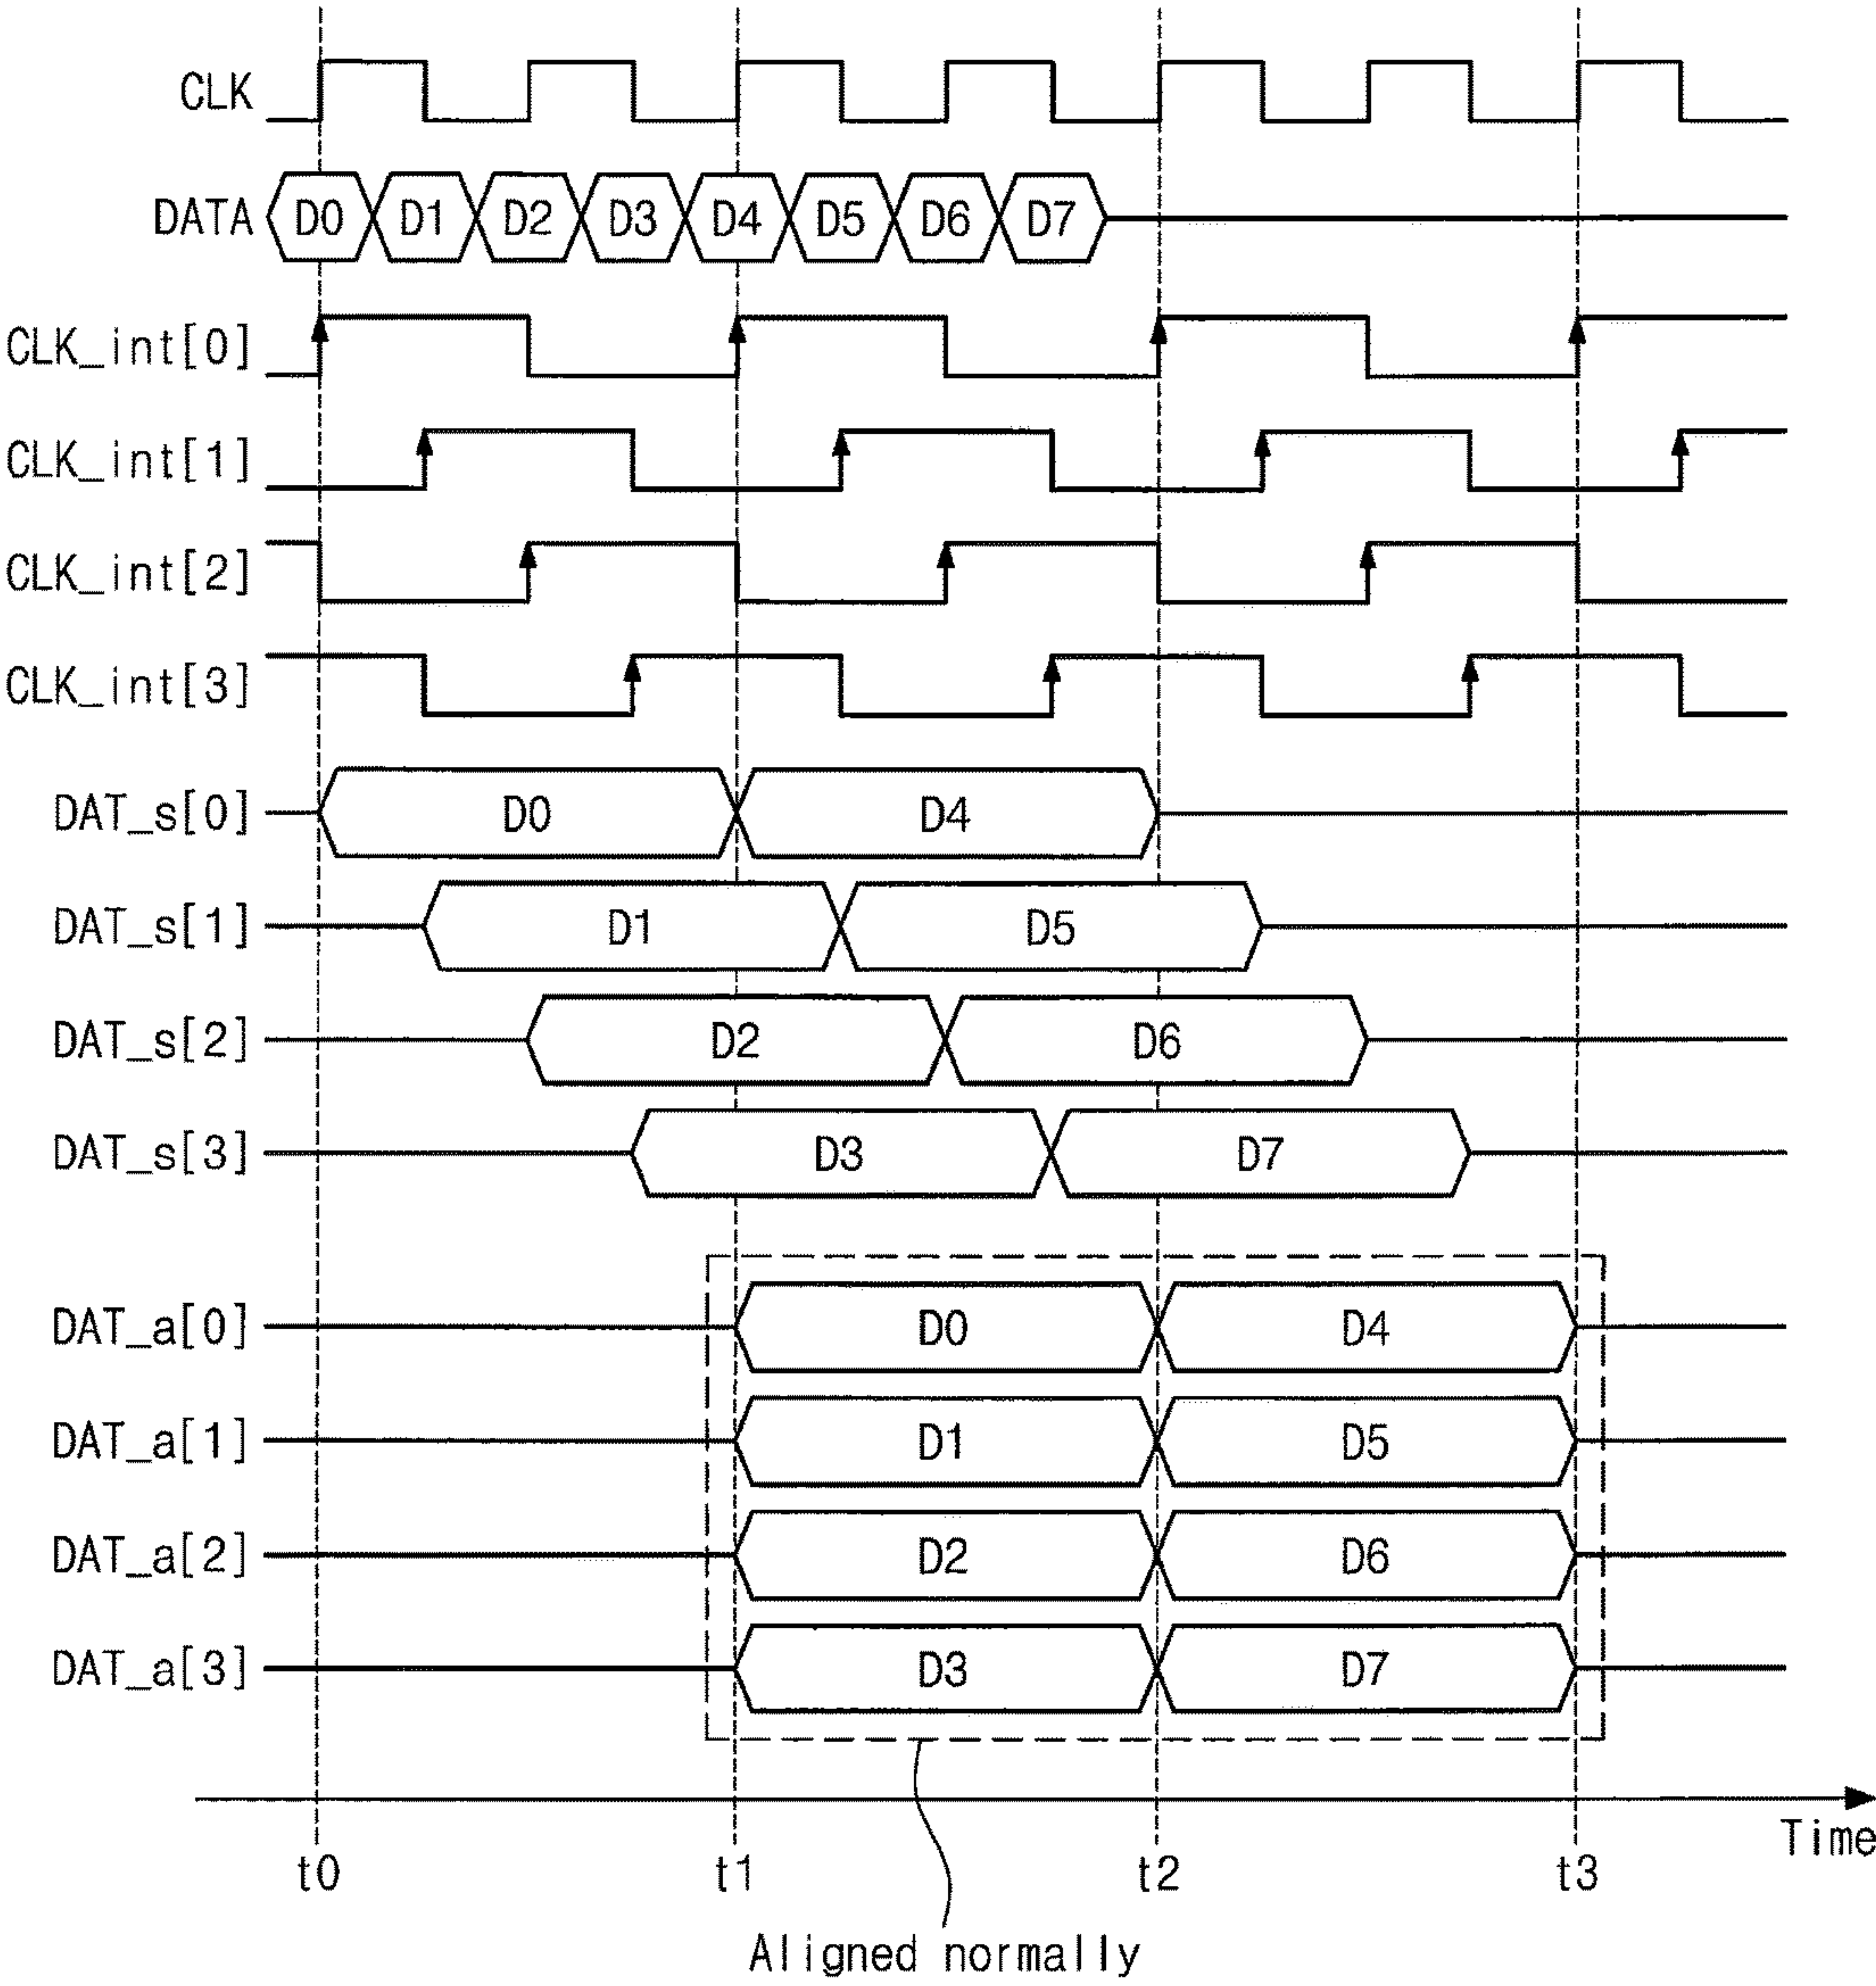 CLK
DATA D0 D1 D2 D3 D4 D5 D6 D7
CLK_int[0]
CLK_int[1]
CLK_int[2]
CLK_int[3]
DAT_s[0] D0 D4
DAT_s[1] D1 D5
DAT_s[2] D2 D6
DAT_s[3] D3 D7
DAT_a[0] D0 D4
DAT_a[1] D1 D5
DAT_a[2] D2 D6
DAT_a[3] D3 D7
Time
t0 t1 t2 t3
Aligned normally